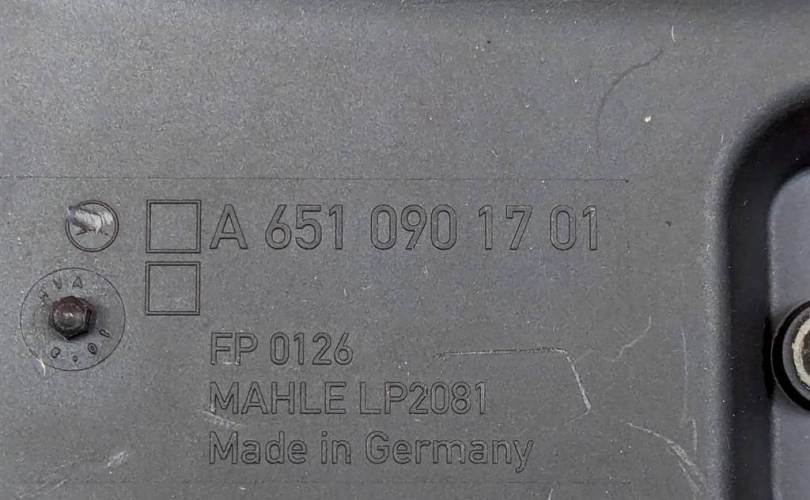 A 651 090 17 01
FP 0126
MAHLE LP2081
Made in Germany